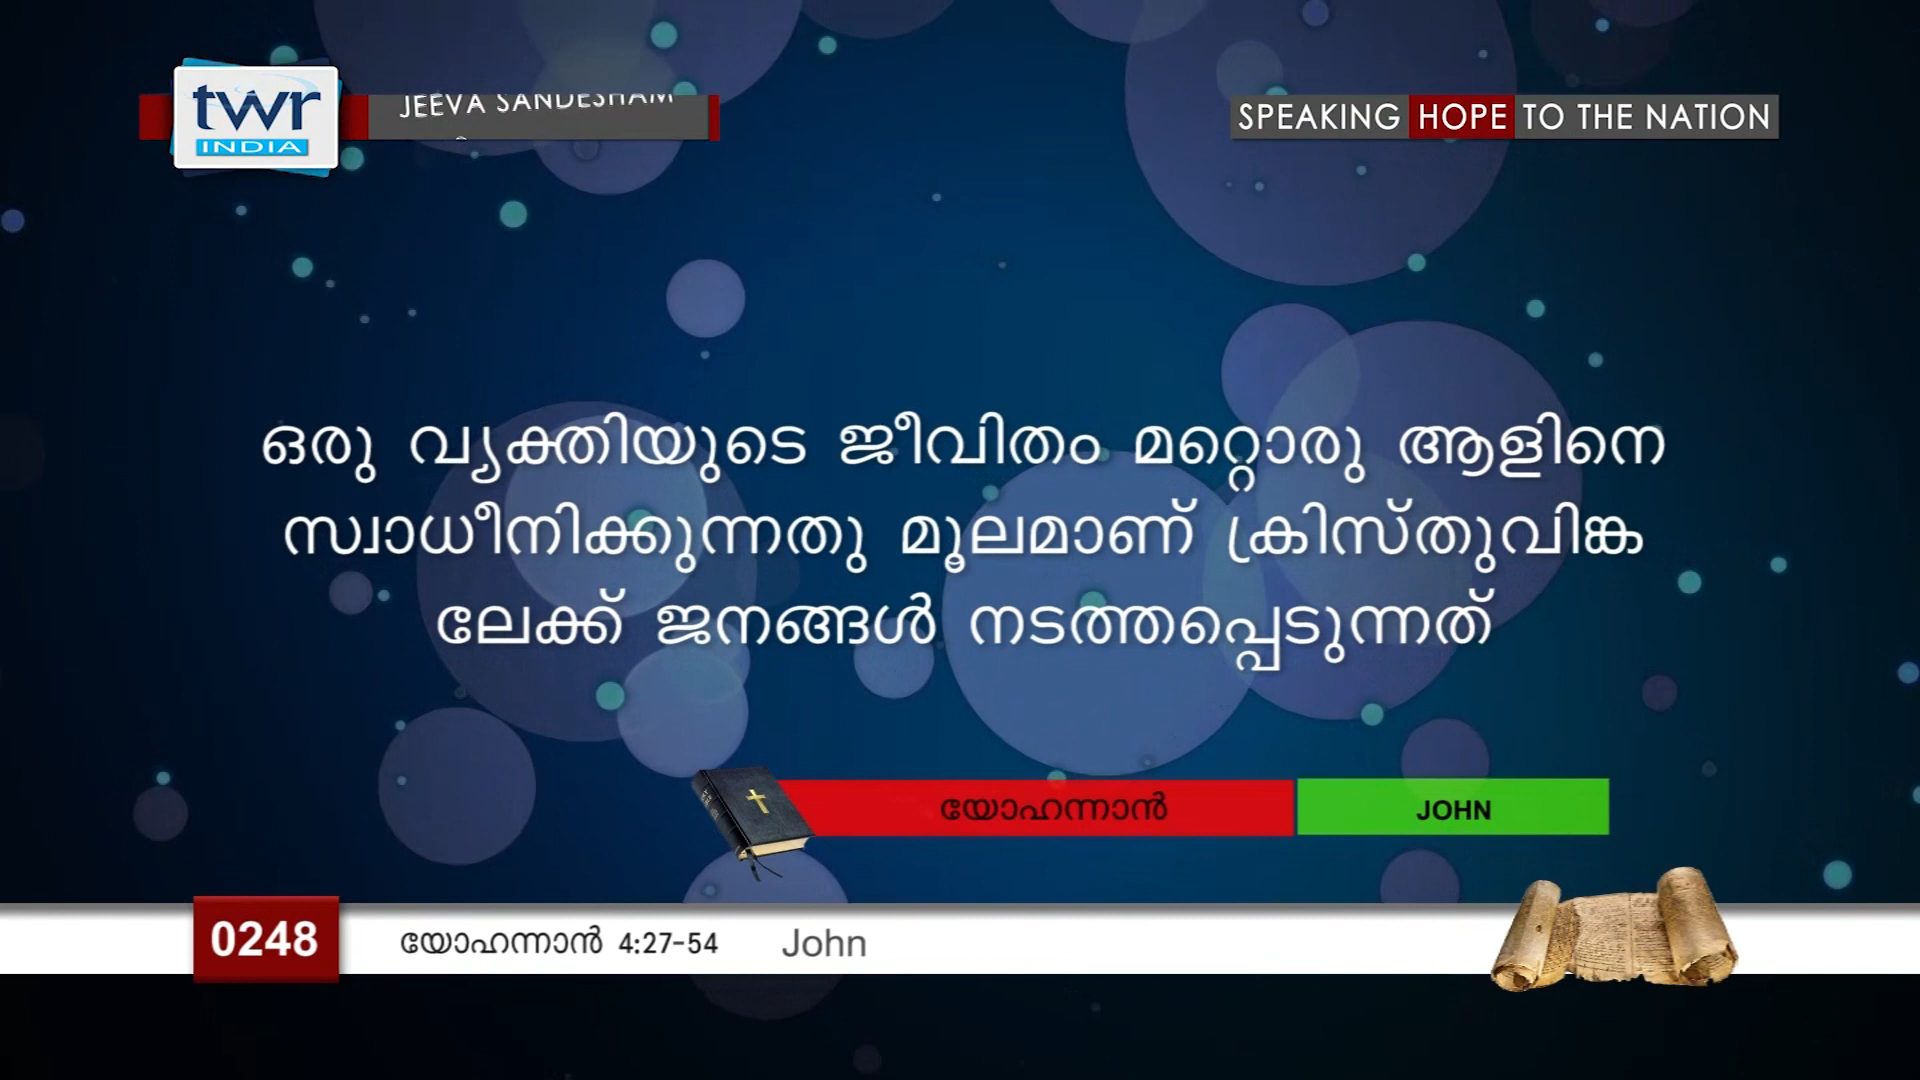 twr
INDIA
JEEVA SANDESHAM
SPEAKING HOPE TO THE NATION
ഒരു വ്യക്തിയുടെ ജീവിതം മറ്റൊരു ആളിനെ
സ്വാധീനിക്കുന്നതു മൂലമാണ് ക്രിസ്തുവിങ്ക
ലേക്ക് ജനങ്ങൾ നടത്തപ്പെടുന്നത്
യോഹന്നാൻ JOHN
0248 യോഹന്നാൻ 4:27-54 John